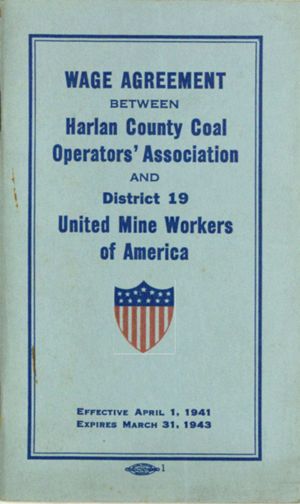 WAGE AGREEMENT
BETWEEN
Harlan County Coal
Operators' Association
AND
District 19
United Mine Workers
of America
EFFECTIVE APRIL 1, 1941
EXPIRES MARCH 31, 1943
1